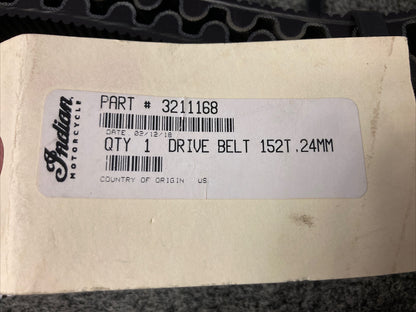 Indian
MOTORCYCLE
PART # 3211168
DATE 02/12/18
QTY 1 DRIVE BELT 152T.24MM
COUNTRY OF ORIGIN US